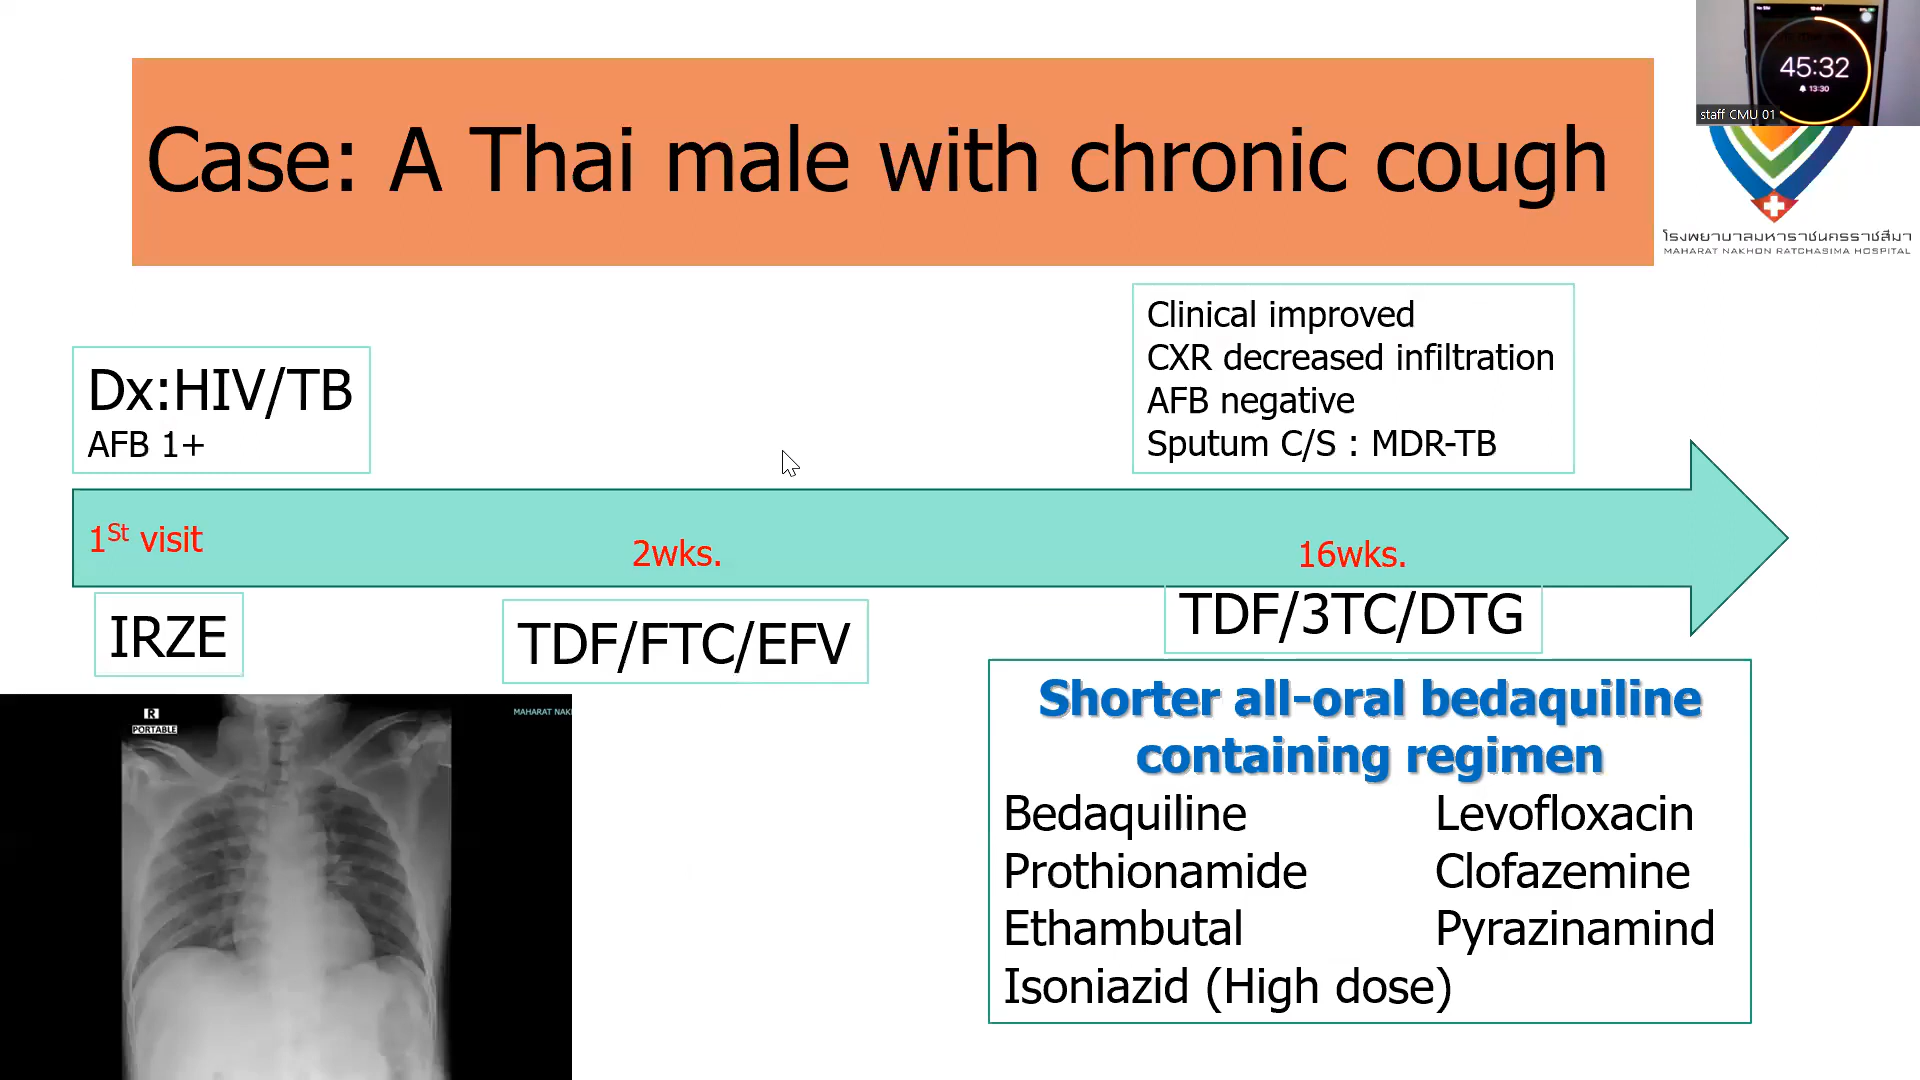 45:32
13:30
staff CMU 01
Case: A Thai male with chronic cough
โรงพยาบาลมหาราชนครราชสีมา
MAHARAT NAKHON RATCHASIMA HOSPITAL
Clinical improved
CXR decreased infiltration
AFB negative
Sputum C/S : MDR-TB
Dx:HIV/TB
AFB 1+
1St visit
2wks.
16wks.
IRZE
TDF/FTC/EFV
TDF/3TC/DTG
Shorter all-oral bedaquiline
containing regimen
Bedaquiline Levofloxacin
Prothionamide Clofazemine
Ethambutal Pyrazinamind
Isoniazid (High dose)
R
PORTABLE
MAHARAT NAK